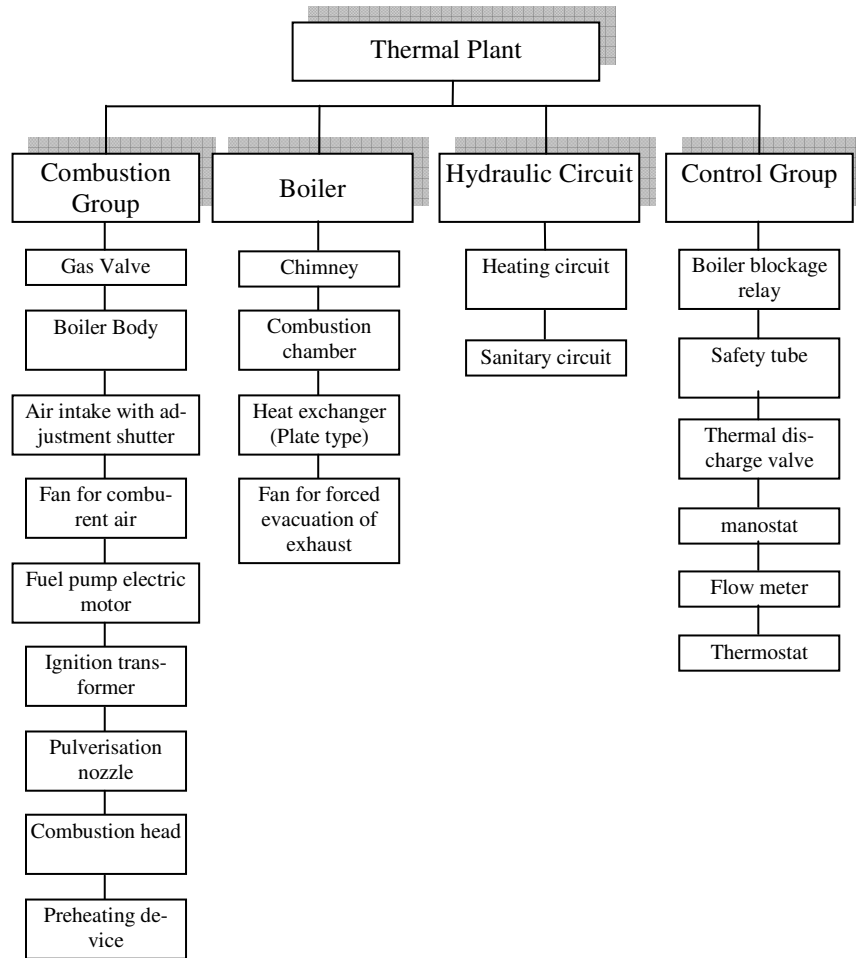 Thermal Plant
Combustion
Group
Boiler
Hydraulic Circuit
Control Group
Gas Valve
Boiler Body
Air intake with ad-
justment shutter
Fan for combu-
rent air
Fuel pump electric
motor
Ignition trans-
former
Pulverisation
nozzle
Combustion head
Preheating de-
vice
Chimney
Combustion
chamber
Heat exchanger
(Plate type)
Fan for forced
evacuation of
exhaust
Heating circuit
Sanitary circuit
Boiler blockage
relay
Safety tube
Thermal dis-
charge valve
manostat
Flow meter
Thermostat